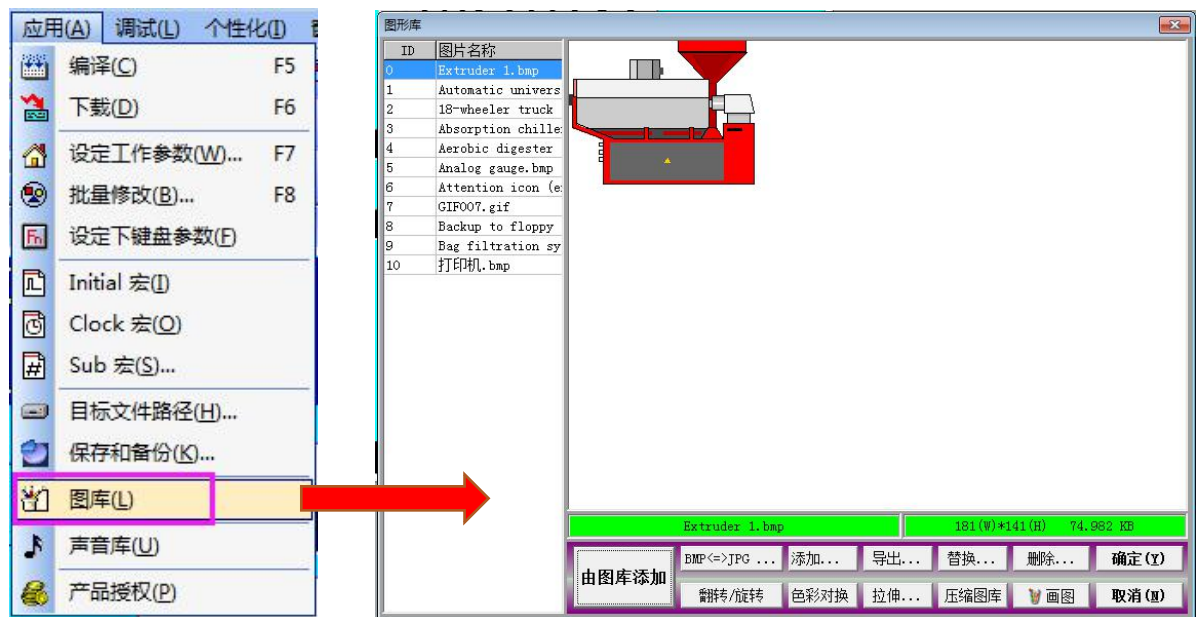 应用(A) 调试(L) 个性化(I)
编译(C) F5
下载(D) F6
设定工作参数(W)... F7
批量修改(B)... F8
设定下键盘参数(F)
Initial 宏(I)
Clock 宏(O)
Sub 宏(S)...
目标文件路径(H)...
保存和备份(K)...
图库(L)
声音库(U)
产品授权(P)
图形库
ID 图片名称
0 Extruder 1.bmp
1 Automatic univers
2 18-wheeler truck
3 Absorption chille
4 Aerobic digester
5 Analog gauge.bmp
6 Attention icon (e
7 GIF007.gif
8 Backup to floppy
9 Bag filtration sy
10 打印机.bmp
Extruder 1.bmp 181(W)*141(H) 74.982 KB
由图库添加
BMP<=>JPG ... 添加... 导出... 替换... 删除... 确定(Y)
翻转/旋转 色彩对换 拉伸... 压缩图库 画图 取消(N)